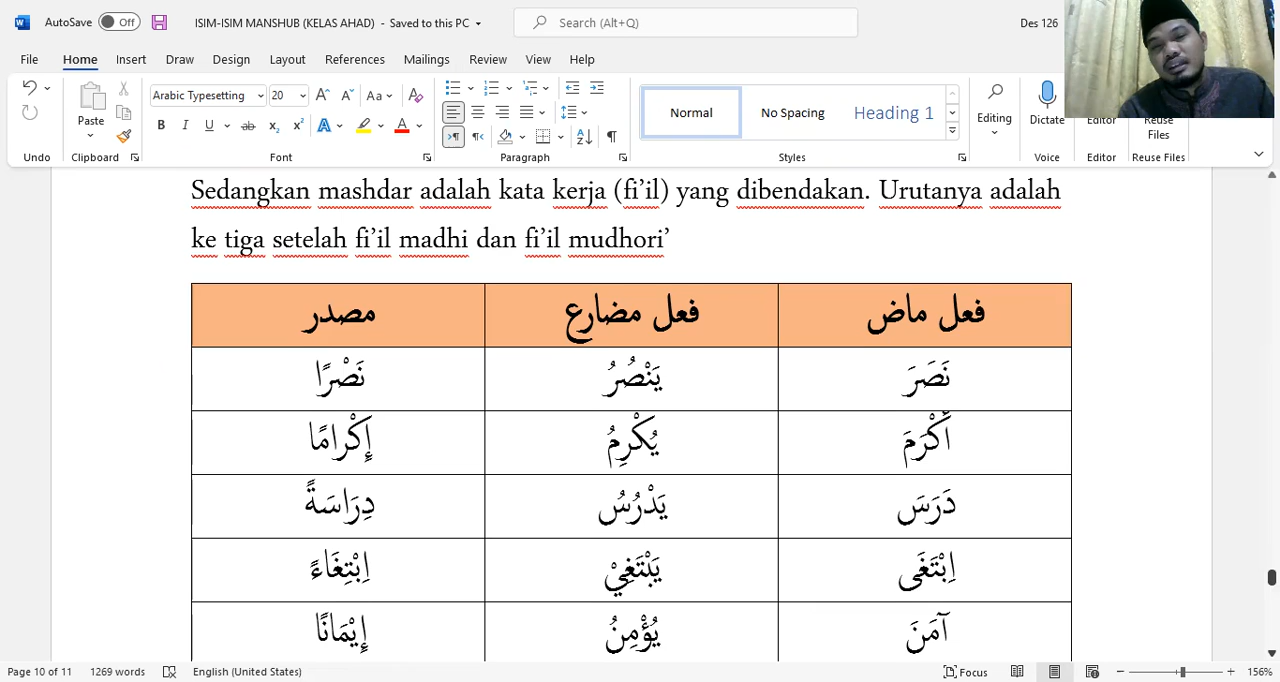 AutoSave Off ISIM-ISIM MANSHUB (KELAS AHAD) - Saved to this PC Search (Alt+Q) Des 126
File Home Insert Draw Design Layout References Mailings Review View Help
Paste Arabic Typesetting 20 Aa Normal No Spacing Heading 1 Editing Dictate Editor Reuse Files
B I U ab x₂ x² A A
Undo Clipboard Font Paragraph Styles Voice Editor Reuse Files
Sedangkan mashdar adalah kata kerja (fi’il) yang dibendakan. Urutanya adalah
ke tiga setelah fi’il madhi dan fi’il mudhori’
فعل ماض فعل مضارع مصدر
نَصَرَ يَنْصُرُ نَصْرًا
أَكْرَمَ يُكْرِمُ إِكْرَامًا
دَرَسَ يَدْرُسُ دِرَاسَةً
اِبْتَغَى يَبْتَغِيْ اِبْتِغَاءً
آمَنَ يُؤْمِنُ إِيْمَانًا
Page 10 of 11 1269 words English (United States) Focus 156%